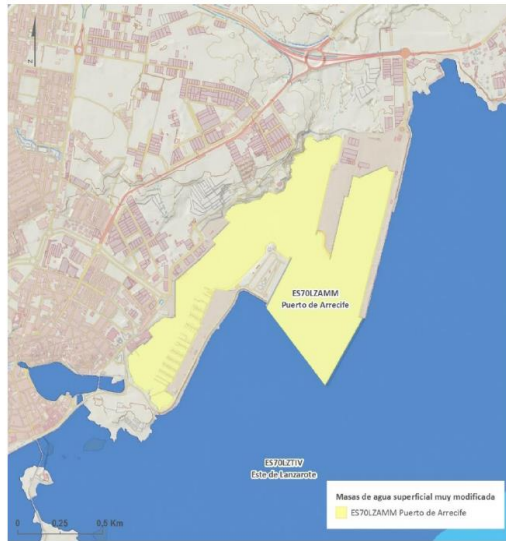 ES70LZAMM
Puerto de Arrecife
ES70LZTIV
Este de Lanzarote
Masas de agua superficial muy modificada
ES70LZAMM Puerto de Arrecife
0 0,25 0,5 Km